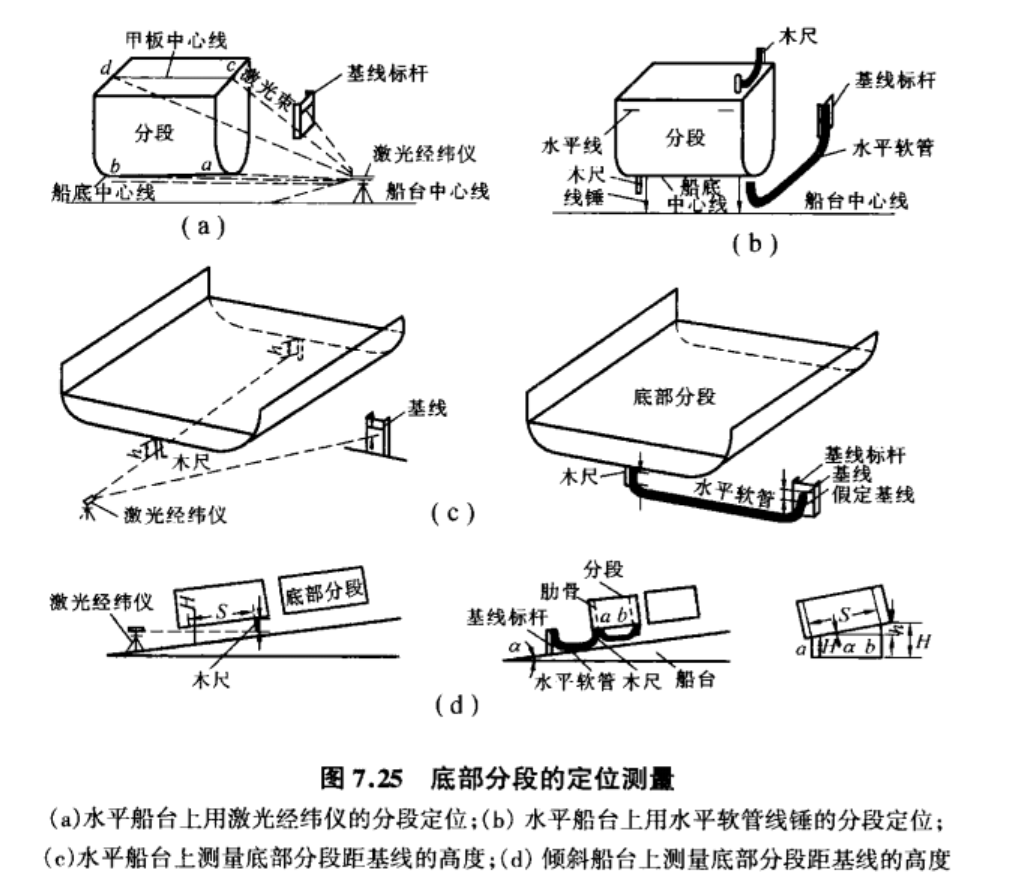 甲板中心线
d
c
激光束
基线标杆
分段
激光经纬仪
b
a
船底中心线
船台中心线
(a)
木尺
基线标杆
水平线
分段
水平软管
木尺
船底
线锤
中心线
船台中心线
(b)
h
基线
h
木尺
激光经纬仪
(c)
底部分段
木尺
水平软管
基线标杆
基线
假定基线
激光经纬仪
H
S
底部分段
木尺
分段
肋骨
基线标杆
a b
α
水平软管 木尺 船台
S
a H α b
h
H
(d)
图 7.25 底部分段的定位测量
(a)水平船台上用激光经纬仪的分段定位;(b) 水平船台上用水平软管线锤的分段定位;
(c)水平船台上测量底部分段距基线的高度;(d) 倾斜船台上测量底部分段距基线的高度